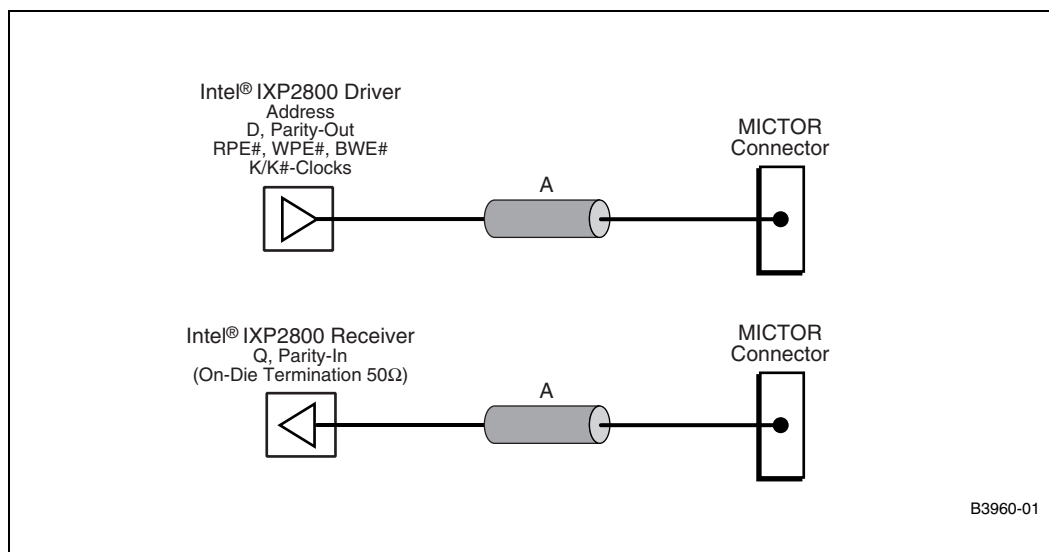 Intel® IXP2800 Driver
Address
D, Parity-Out
RPE#, WPE#, BWE#
K/K#-Clocks
A
MICTOR
Connector
Intel® IXP2800 Receiver
Q, Parity-In
(On-Die Termination 50Ω)
A
MICTOR
Connector
B3960-01